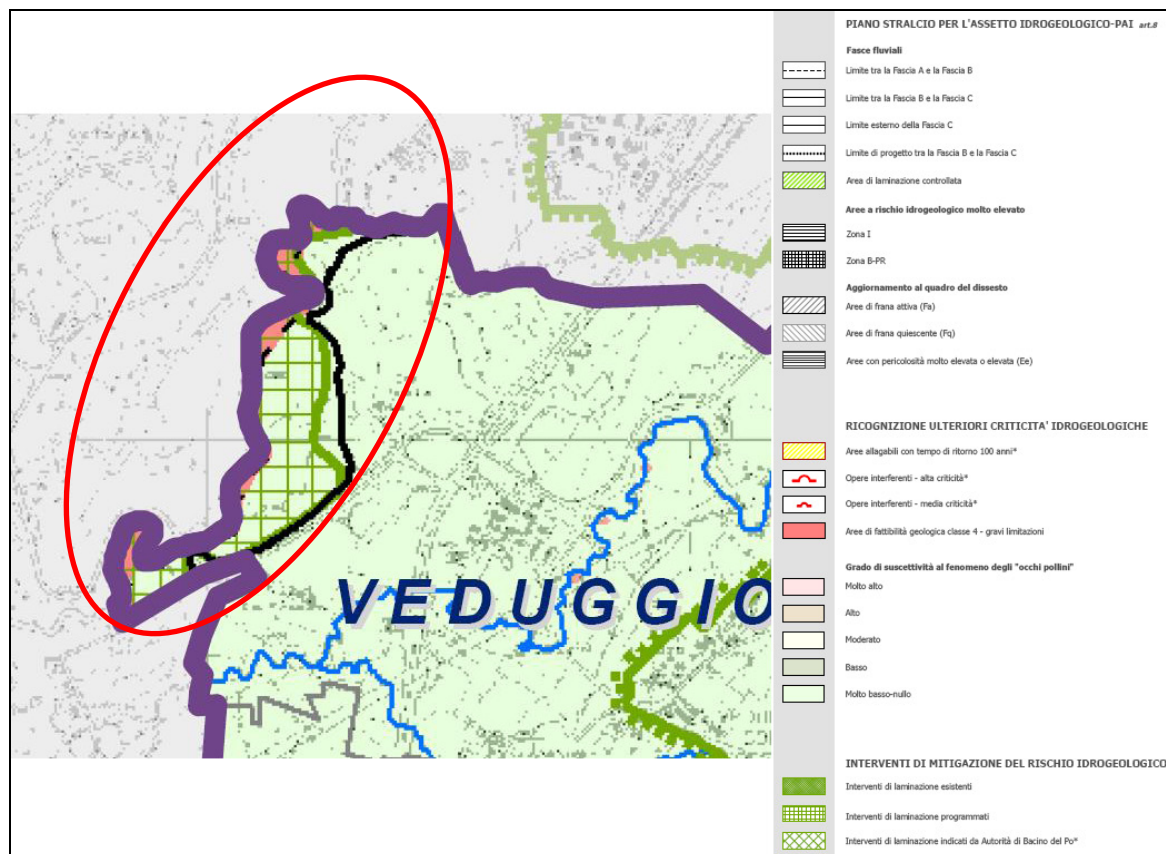 PIANO STRALCIO PER L'ASSETTO IDROGEOLOGICO-PAI art.8
Fasce fluviali
Limite tra la Fascia A e la Fascia B
Limite tra la Fascia B e la Fascia C
Limite esterno della Fascia C
Limite di progetto tra la Fascia B e la Fascia C
Area di laminazione controllata
Aree a rischio idrogeologico molto elevato
Zona I
Zona B-PR
Aggiornamento al quadro del dissesto
Aree di frana attiva (Fa)
Aree di frana quiescente (Fq)
Aree con pericolosità molto elevata o elevata (Ee)
RICOGNIZIONE ULTERIORI CRITICITA' IDROGEOLOGICHE
Aree allagabili con tempo di ritorno 100 anni*
Opere interferenti - alta criticità*
Opere interferenti - media criticità*
Aree di fattibilità geologica classe 4 - gravi limitazioni
Grado di suscettività al fenomeno degli "occhi pollini"
Molto alto
Alto
Moderato
Basso
Molto basso-nullo
INTERVENTI DI MITIGAZIONE DEL RISCHIO IDROGEOLOGICO
Interventi di laminazione esistenti
Interventi di laminazione programmati
Interventi di laminazione indicati da Autorità di Bacino del Po*
VEDUGGIO